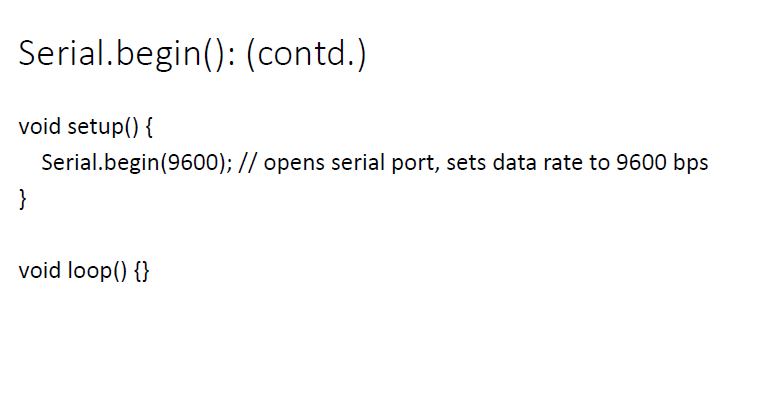 Serial.begin(): (contd.)
void setup() {
Serial.begin(9600); // opens serial port, sets data rate to 9600 bps
}
void loop() {}